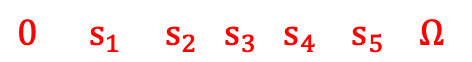 0 s₁ s₂ s₃ s₄ s₅ Ω